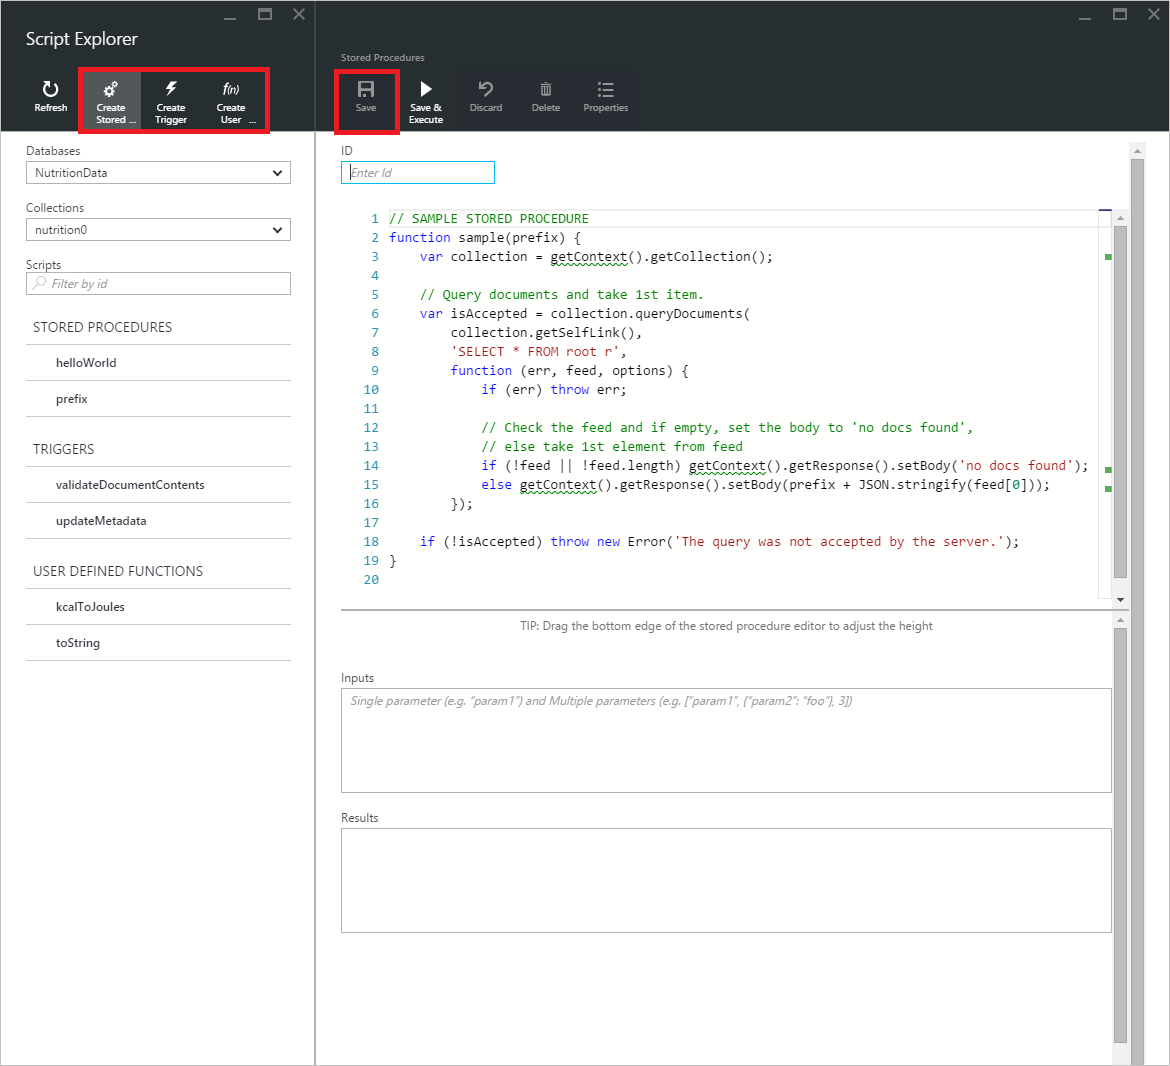 Script Explorer
Refresh
Create
Stored ...
Create
Trigger
Create
User ...
Databases
NutritionData
Collections
nutrition0
Scripts
Filter by id
STORED PROCEDURES
helloWorld
prefix
TRIGGERS
validateDocumentContents
updateMetadata
USER DEFINED FUNCTIONS
kcalToJoules
toString
Stored Procedures
Save
Save &
Execute
Discard
Delete
Properties
ID
Enter Id
1 // SAMPLE STORED PROCEDURE
2 function sample(prefix) {
3     var collection = getContext().getCollection();
4
5     // Query documents and take 1st item.
6     var isAccepted = collection.queryDocuments(
7         collection.getSelfLink(),
8         'SELECT * FROM root r',
9         function (err, feed, options) {
10             if (err) throw err;
11
12             // Check the feed and if empty, set the body to 'no docs found',
13             // else take 1st element from feed
14             if (!feed || !feed.length) getContext().getResponse().setBody('no docs found');
15             else getContext().getResponse().setBody(prefix + JSON.stringify(feed[0]));
16         });
17
18     if (!isAccepted) throw new Error('The query was not accepted by the server.');
19 }
20
TIP: Drag the bottom edge of the stored procedure editor to adjust the height
Inputs
Single parameter (e.g. “param1”) and Multiple parameters (e.g. [“param1”, {“param2”: “foo”}, 3])
Results